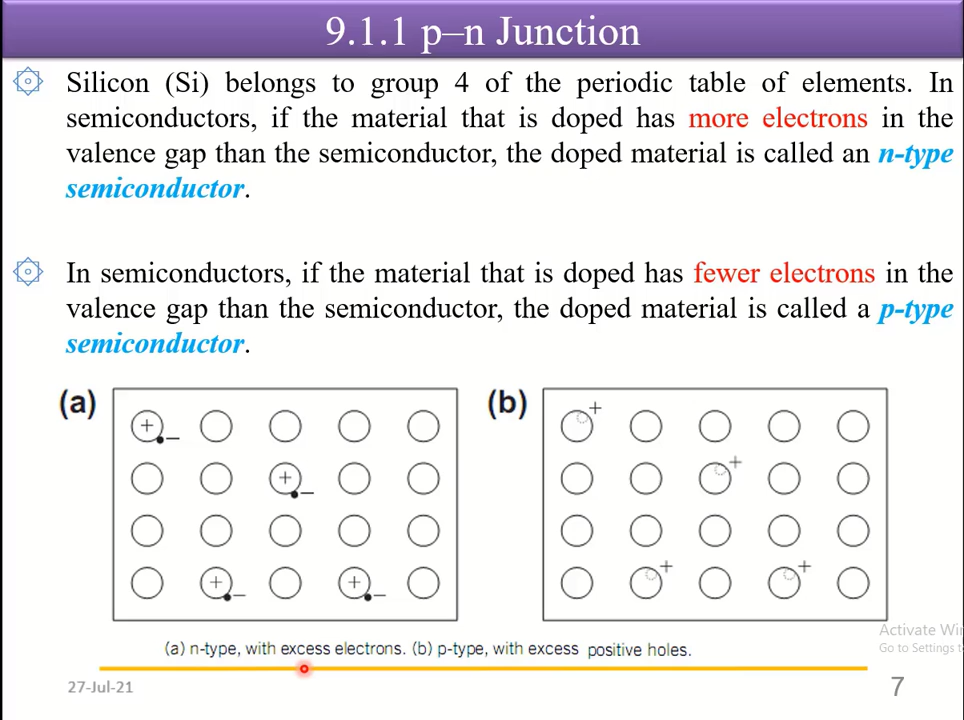 9.1.1 p–n Junction
Silicon (Si) belongs to group 4 of the periodic table of elements. In
semiconductors, if the material that is doped has more electrons in the
valence gap than the semiconductor, the doped material is called an n-type
semiconductor.
In semiconductors, if the material that is doped has fewer electrons in the
valence gap than the semiconductor, the doped material is called a p-type
semiconductor.
(a)
+
–
+
–
+
–
+
–
(b)
+
+
+
+
(a) n-type, with excess electrons. (b) p-type, with excess positive holes.
Activate Wi
Go to Settings t
27-Jul-21
7